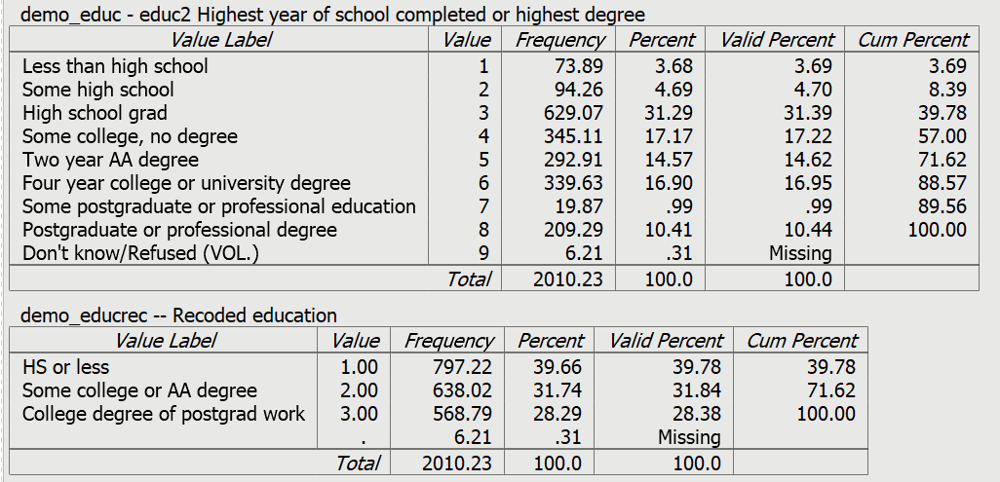 demo_educ - educ2 Highest year of school completed or highest degree
Value Label Value Frequency Percent Valid Percent Cum Percent
Less than high school 1 73.89 3.68 3.69 3.69
Some high school 2 94.26 4.69 4.70 8.39
High school grad 3 629.07 31.29 31.39 39.78
Some college, no degree 4 345.11 17.17 17.22 57.00
Two year AA degree 5 292.91 14.57 14.62 71.62
Four year college or university degree 6 339.63 16.90 16.95 88.57
Some postgraduate or professional education 7 19.87 .99 .99 89.56
Postgraduate or professional degree 8 209.29 10.41 10.44 100.00
Don't know/Refused (VOL.) 9 6.21 .31 Missing
Total 2010.23 100.0 100.0
demo_educrec -- Recoded education
Value Label Value Frequency Percent Valid Percent Cum Percent
HS or less 1.00 797.22 39.66 39.78 39.78
Some college or AA degree 2.00 638.02 31.74 31.84 71.62
College degree of postgrad work 3.00 568.79 28.29 28.38 100.00
. 6.21 .31 Missing
Total 2010.23 100.0 100.0